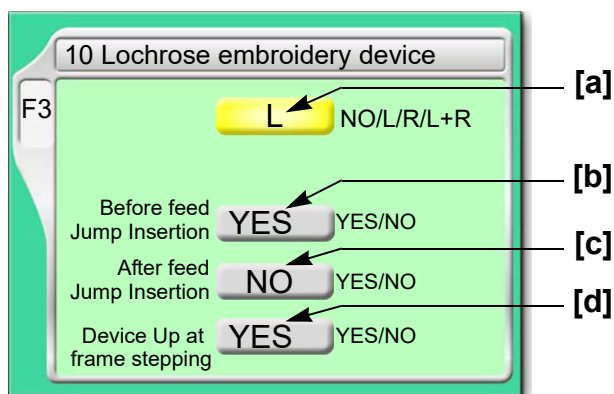 10 Lochrose embroidery device
[a]
F3
L NO/L/R/L+R
[b]
Before feed
Jump Insertion YES YES/NO
[c]
After feed
Jump Insertion NO YES/NO
[d]
Device Up at
frame stepping YES YES/NO